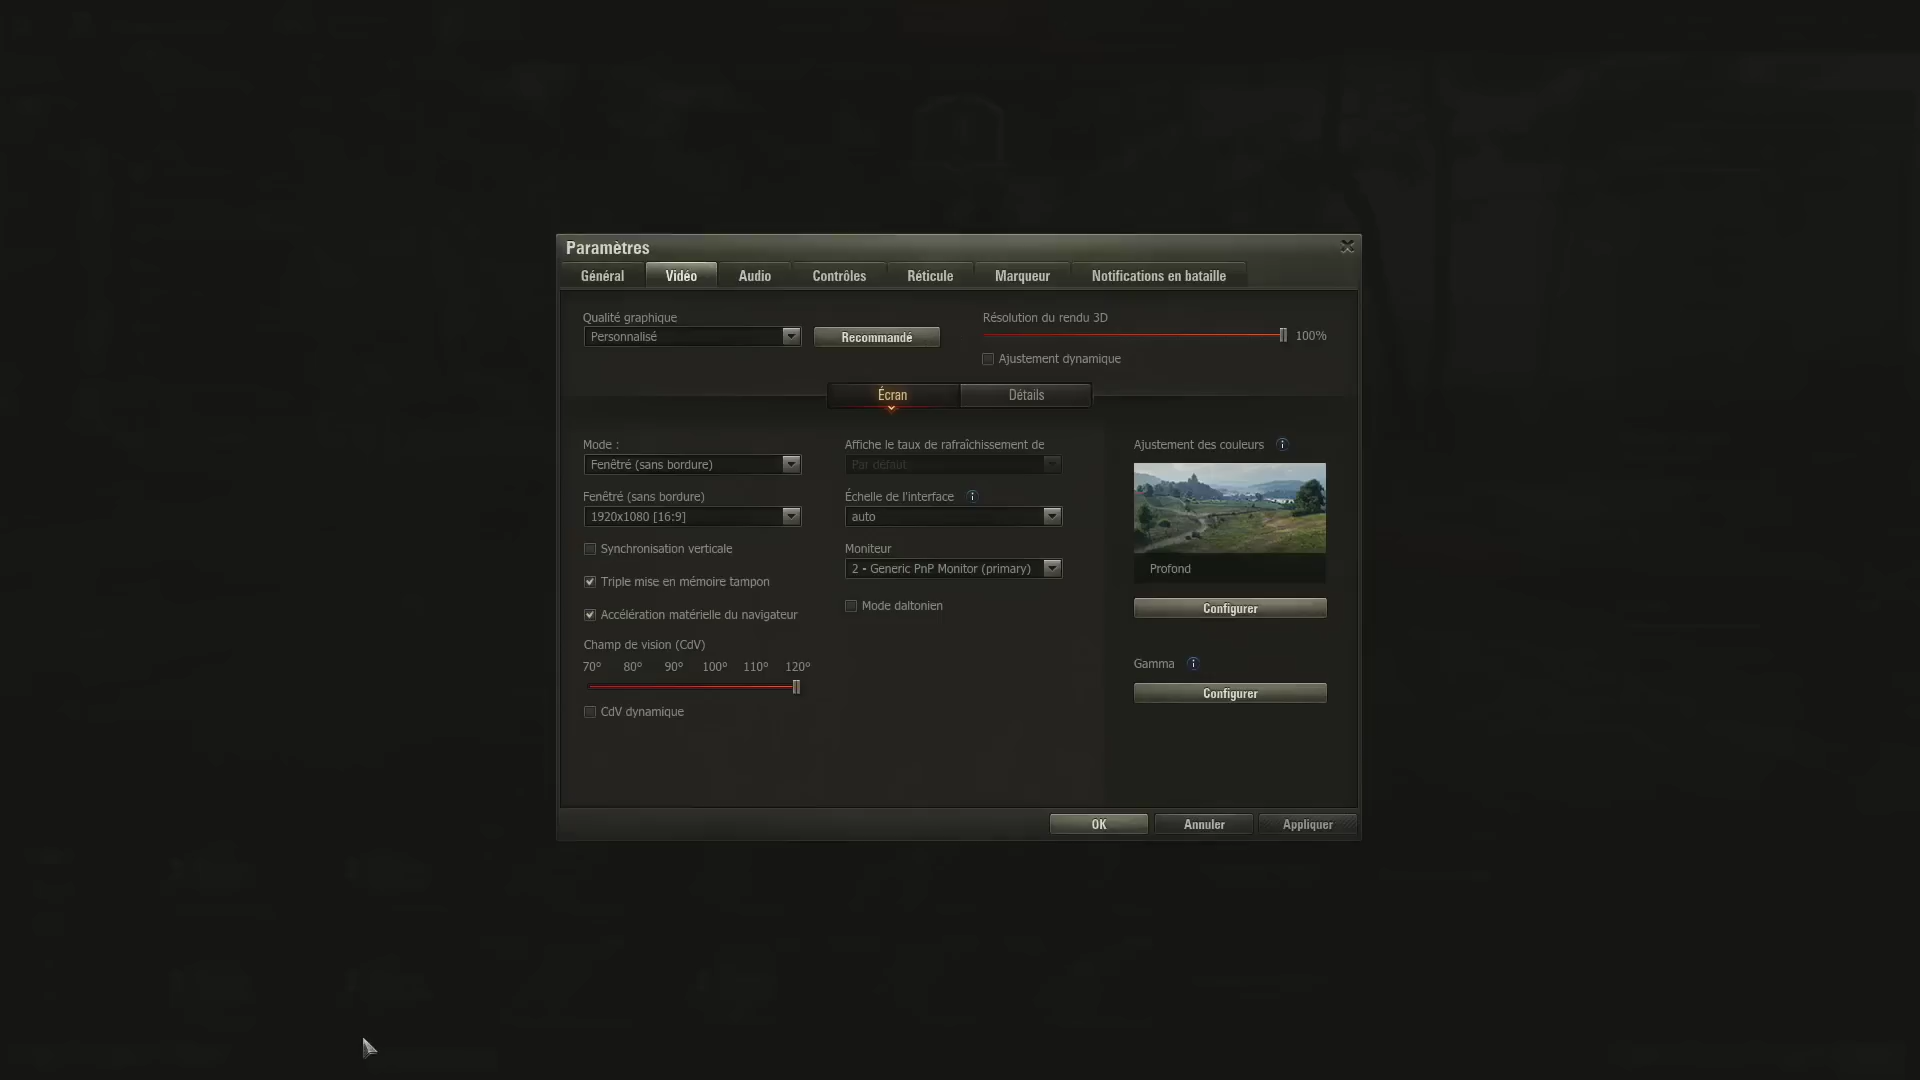 Paramètres
Général Vidéo Audio Contrôles Réticule Marqueur Notifications en bataille
Qualité graphique
Personnalisé
Recommandé
Résolution du rendu 3D
100%
Ajustement dynamique
Écran Détails
Mode :
Fenêtré (sans bordure)
Fenêtré (sans bordure)
1920x1080 [16:9]
Synchronisation verticale
Triple mise en mémoire tampon
Accélération matérielle du navigateur
Champ de vision (CdV)
70° 80° 90° 100° 110° 120°
CdV dynamique
Affiche le taux de rafraîchissement de
Par défaut
Échelle de l'interface
auto
Moniteur
2 - Generic PnP Monitor (primary)
Mode daltonien
Ajustement des couleurs
Profond
Configurer
Gamma
Configurer
OK Annuler Appliquer